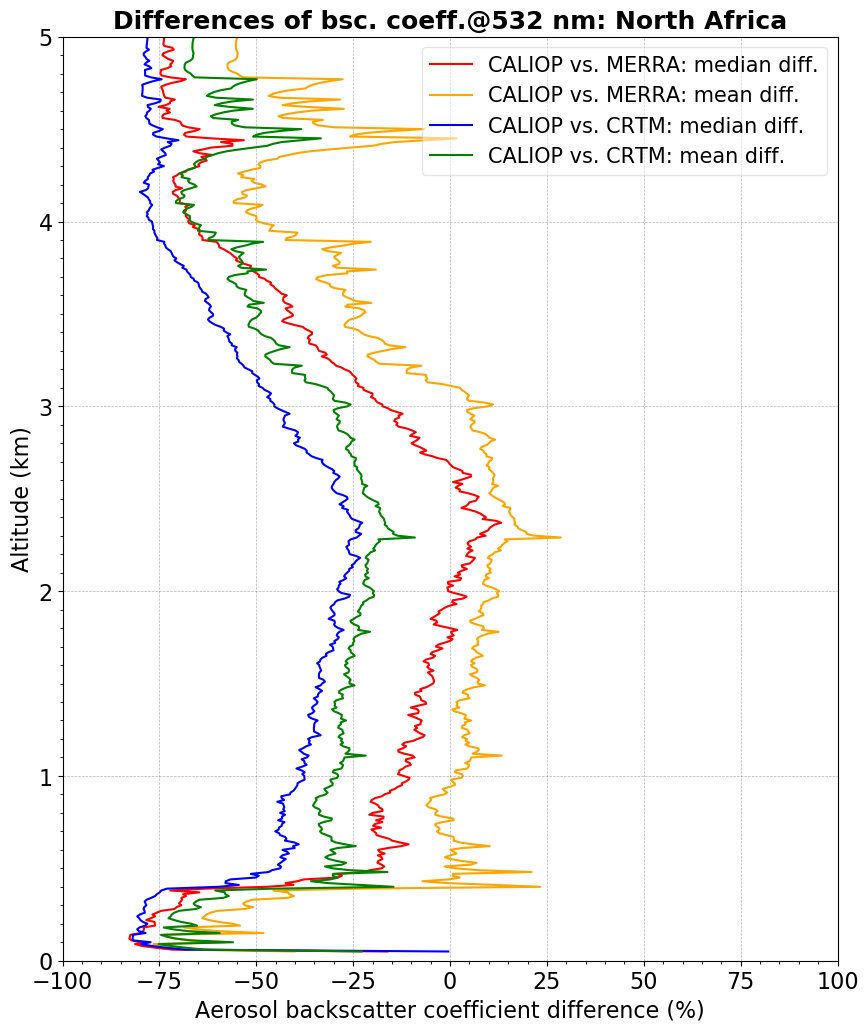 Differences of bsc. coeff.@532 nm: North Africa
CALIOP vs. MERRA: median diff.
CALIOP vs. MERRA: mean diff.
CALIOP vs. CRTM: median diff.
CALIOP vs. CRTM: mean diff.
Altitude (km)
5
4
3
2
1
0
−100 −75 −50 −25 0 25 50 75 100
Aerosol backscatter coefficient difference (%)